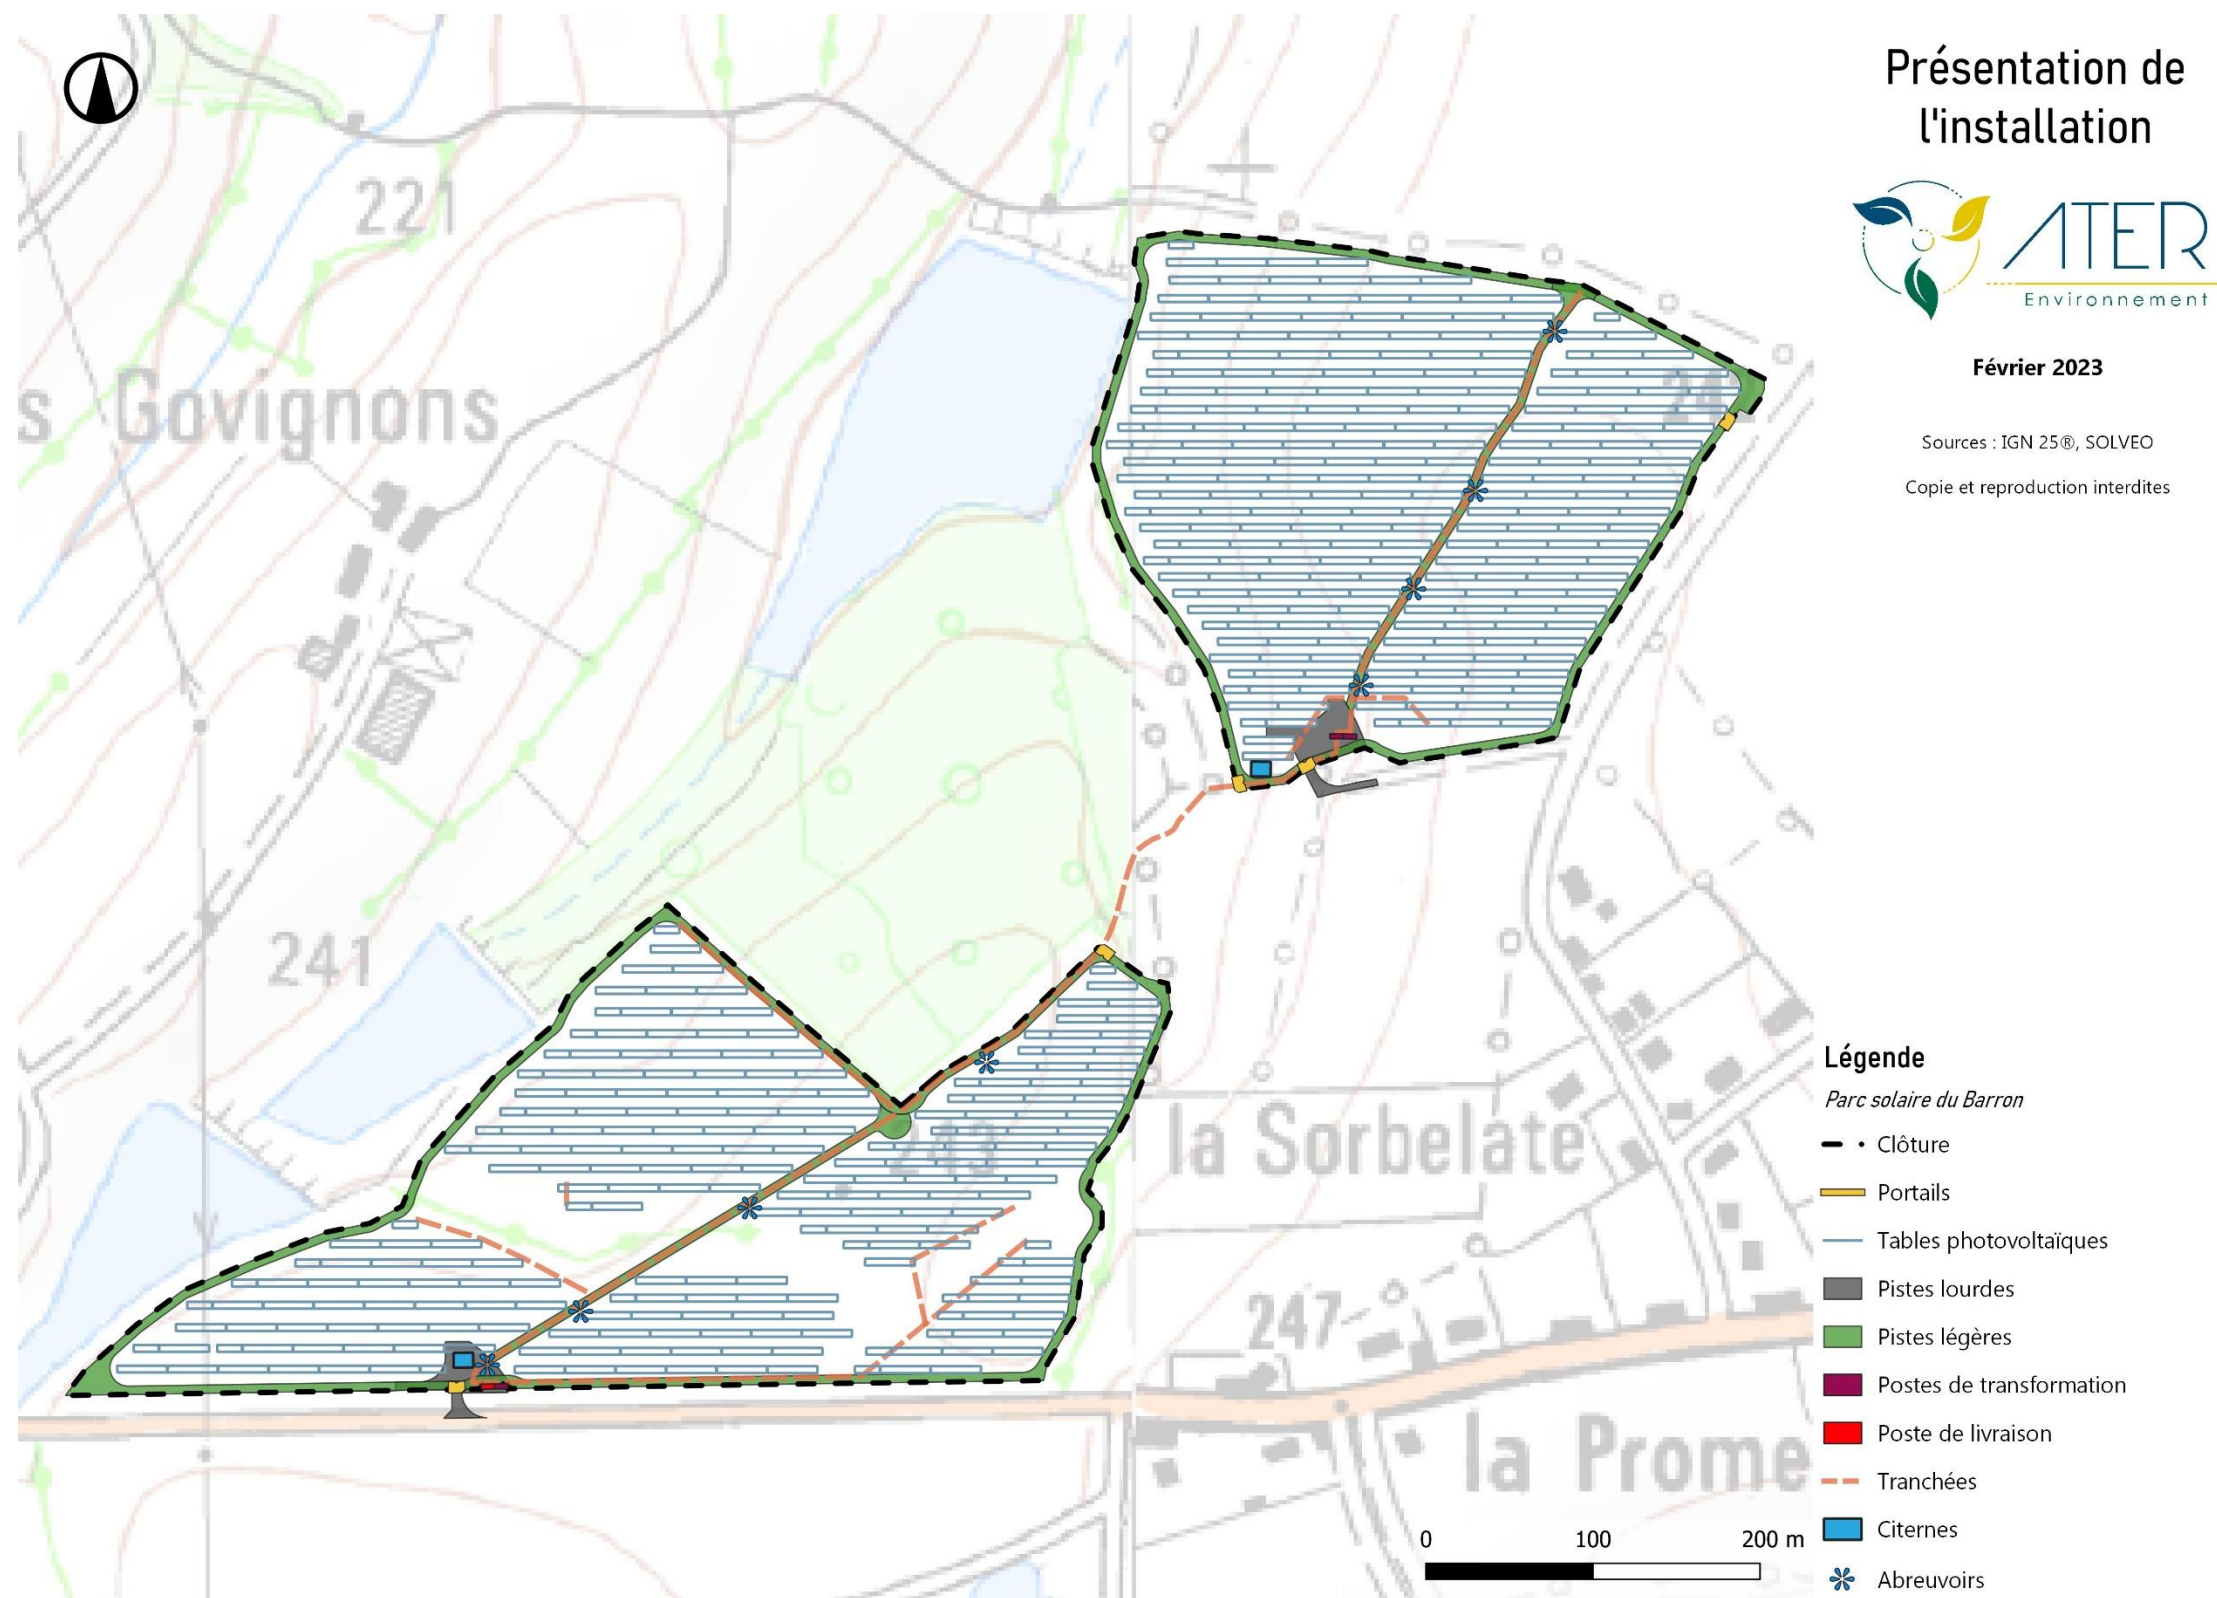 Présentation de
l'installation
ATER
Environnement
Février 2023
Sources : IGN 25®, SOLVEO
Copie et reproduction interdites
221
s Gavignons
241
243
la Sorbelate
247
la Prome
Légende
Parc solaire du Barron
Clôture
Portails
Tables photovoltaïques
Pistes lourdes
Pistes légères
Postes de transformation
Poste de livraison
Tranchées
Citernes
Abreuvoirs
0 100 200 m